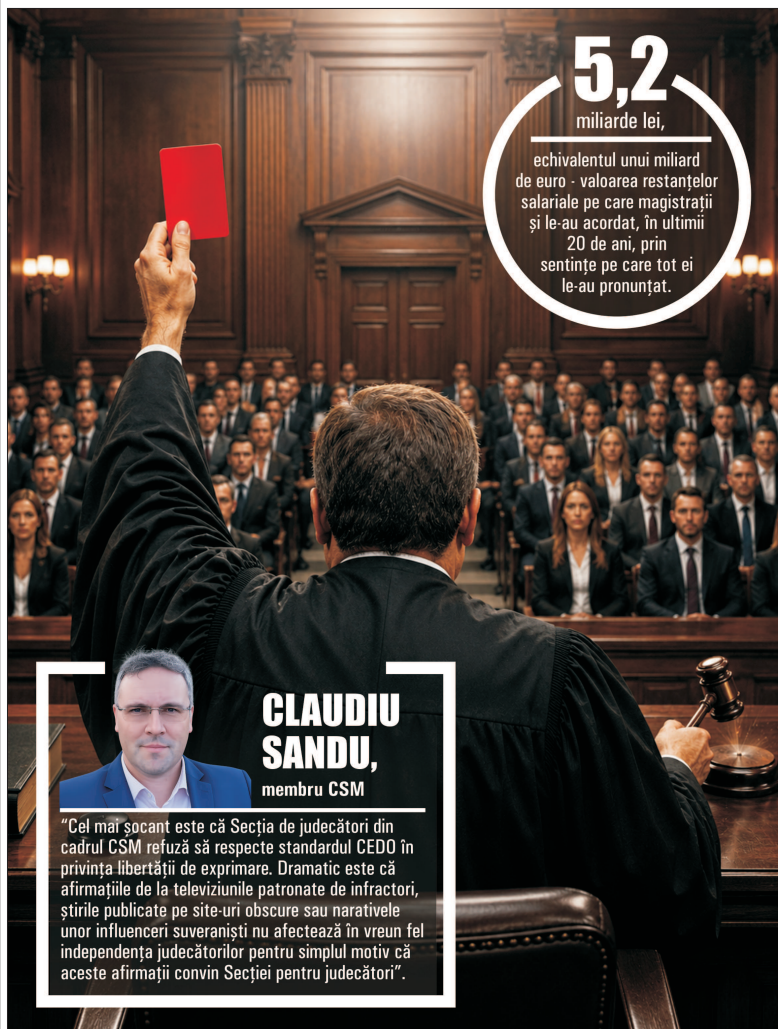 5,2
miliarde lei,
echivalentul unui miliard
de euro - valoarea restanțelor
salariale pe care magistrații
și le-au acordat, în ultimii
20 de ani, prin
sentințe pe care tot ei
le-au pronunțat.
CLAUDIU
SANDU,
membru CSM
“Cel mai șocant este că Secția de judecători din
cadrul CSM refuză să respecte standardul CEDO în
privința libertății de exprimare. Dramatic este că
afirmațiile de la televiziunile patronate de infractori,
știrile publicate pe site-uri obscure sau narativele
unor influenceri suveraniști nu afectează în vreun fel
independența judecătorilor pentru simplul motiv că
aceste afirmații convin Secției pentru judecători”.